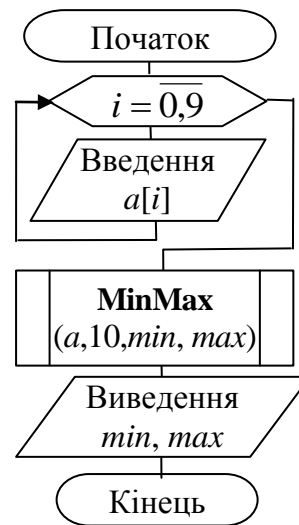 Початок
i = 0,9
Введення
a[i]
MinMax
(a,10,min, max)
Виведення
min, max
Кінець